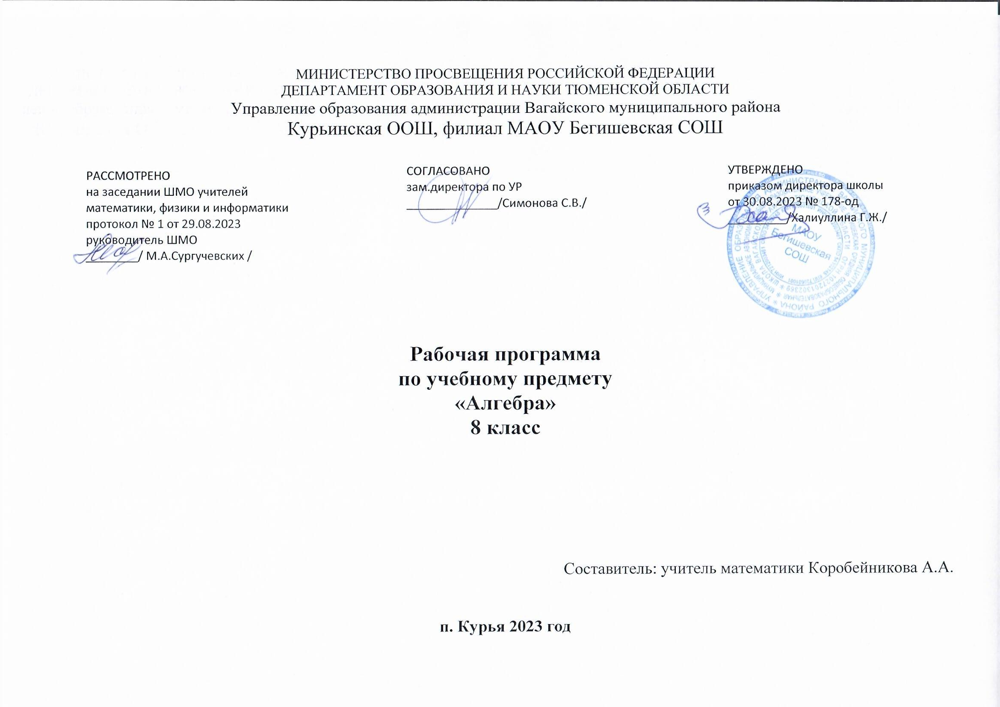 МИНИСТЕРСТВО ПРОСВЕЩЕНИЯ РОССИЙСКОЙ ФЕДЕРАЦИИ
ДЕПАРТАМЕНТ ОБРАЗОВАНИЯ И НАУКИ ТЮМЕНСКОЙ ОБЛАСТИ
Управление образования администрации Вагайского муниципального района
Курьинская ООШ, филиал МАОУ Бегишевская СОШ
РАССМОТРЕНО
на заседании ШМО учителей
математики, физики и информатики
протокол № 1 от 29.08.2023
руководитель ШМО
_________/ М.А.Сургучевских /
СОГЛАСОВАНО
зам.директора по УР
_______________/Симонова С.В./
УТВЕРЖДЕНО
приказом директора школы
от 30.08.2023 № 178-од
__________/Халиуллина Г.Ж./
МАОУ
Бегишевская
СОШ
Рабочая программа
по учебному предмету
«Алгебра»
8 класс
Составитель: учитель математики Коробейникова А.А.
п. Курья 2023 год